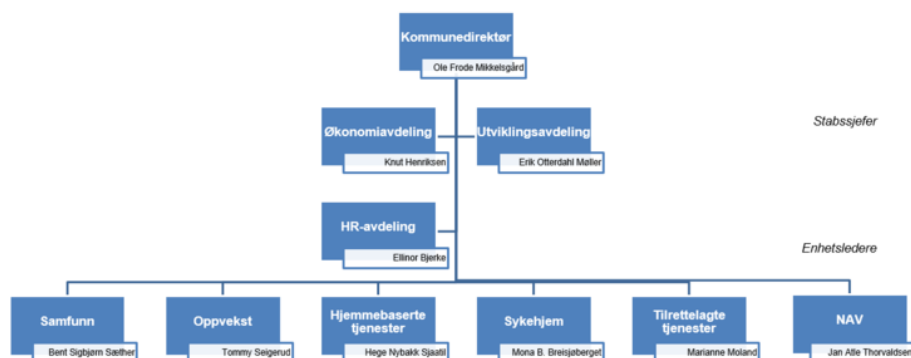 Kommunedirektør
Ole Frode Mikkelsgård
Økonomiavdeling
Knut Henriksen
Utviklingsavdeling
Erik Otterdahl Møller
Stabssjefer
HR-avdeling
Ellinor Bjerke
Enhetsledere
Samfunn
Bent Sigbjørn Sæther
Oppvekst
Tommy Seigerud
Hjemmebaserte
tjenester
Hege Nybakk Sjaatil
Sykehjem
Mona B. Breisjøberget
Tilrettelagte
tjenester
Marianne Moland
NAV
Jan Atle Thorvaldsen